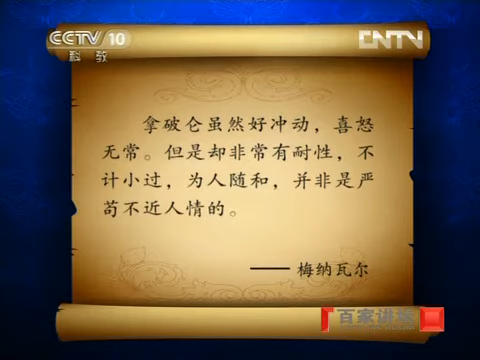 CCTV 10
科教
CNTV
拿破仑虽然好冲动，喜怒
无常。但是却非常有耐性，不
计小过，为人随和，并非是严
苟不近人情的。
—— 梅纳瓦尔
百家讲坛